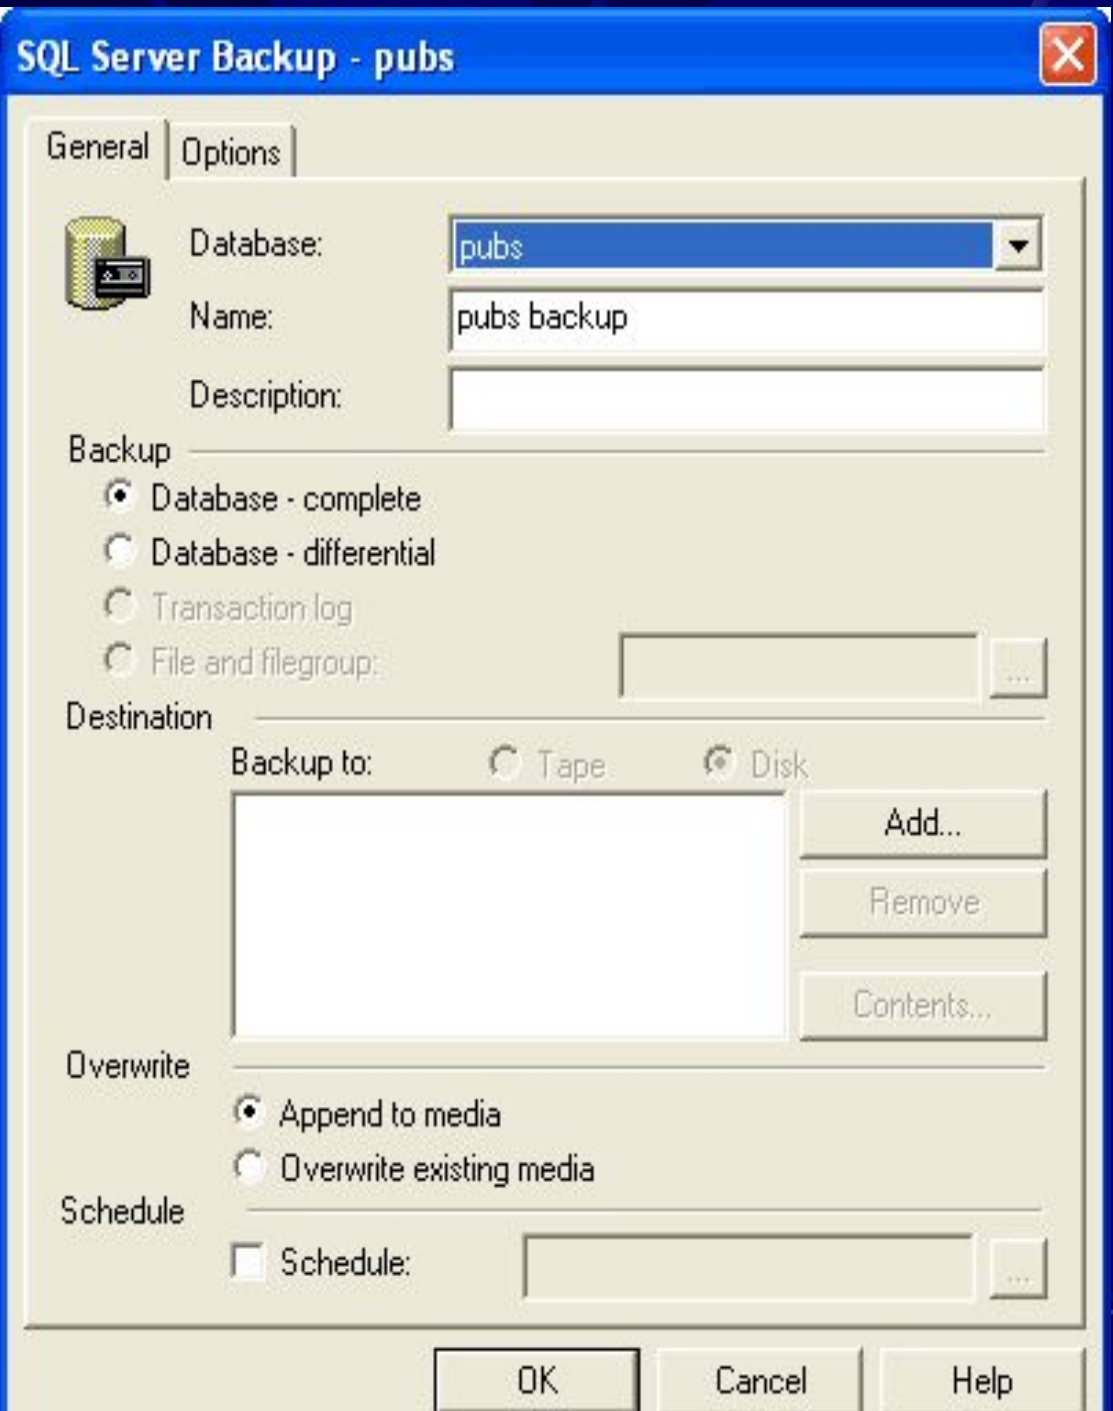 SQL Server Backup - pubs
General Options
Database: pubs
Name: pubs backup
Description:
Backup
Database - complete
Database - differential
Transaction log
File and filegroup: ...
Destination
Backup to: Tape Disk
Add...
Remove
Contents...
Overwrite
Append to media
Overwrite existing media
Schedule
Schedule: ...
OK Cancel Help